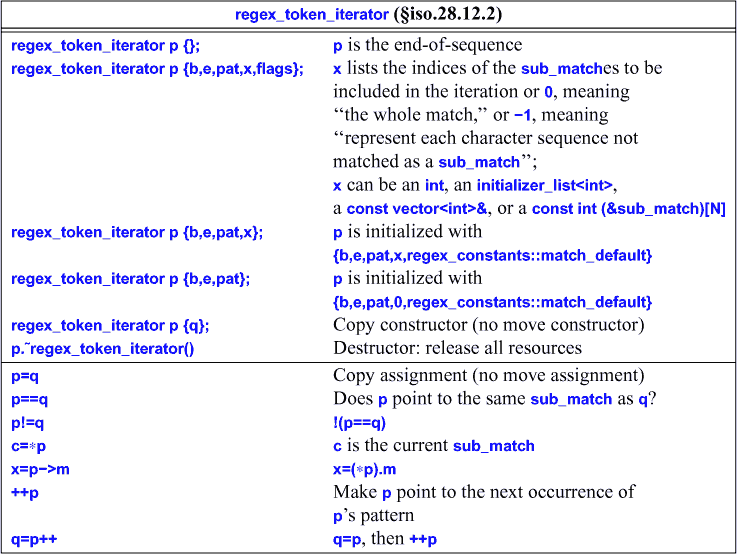 regex_token_iterator (§iso.28.12.2)
regex_token_iterator p {}; p is the end-of-sequence
regex_token_iterator p {b,e,pat,x,flags}; x lists the indices of the sub_matches to be
included in the iteration or 0, meaning
‘‘the whole match,’’ or −1, meaning
‘‘represent each character sequence not
matched as a sub_match’’;
x can be an int, an initializer_list<int>,
a const vector<int>&, or a const int (&sub_match)[N]
regex_token_iterator p {b,e,pat,x}; p is initialized with
{b,e,pat,x,regex_constants::match_default}
regex_token_iterator p {b,e,pat}; p is initialized with
{b,e,pat,0,regex_constants::match_default}
regex_token_iterator p {q}; Copy constructor (no move constructor)
p.˜regex_token_iterator() Destructor: release all resources
p=q Copy assignment (no move assignment)
p==q Does p point to the same sub_match as q?
p!=q !(p==q)
c=∗p c is the current sub_match
x=p−>m x=(∗p).m
++p Make p point to the next occurrence of
p’s pattern
q=p++ q=p, then ++p